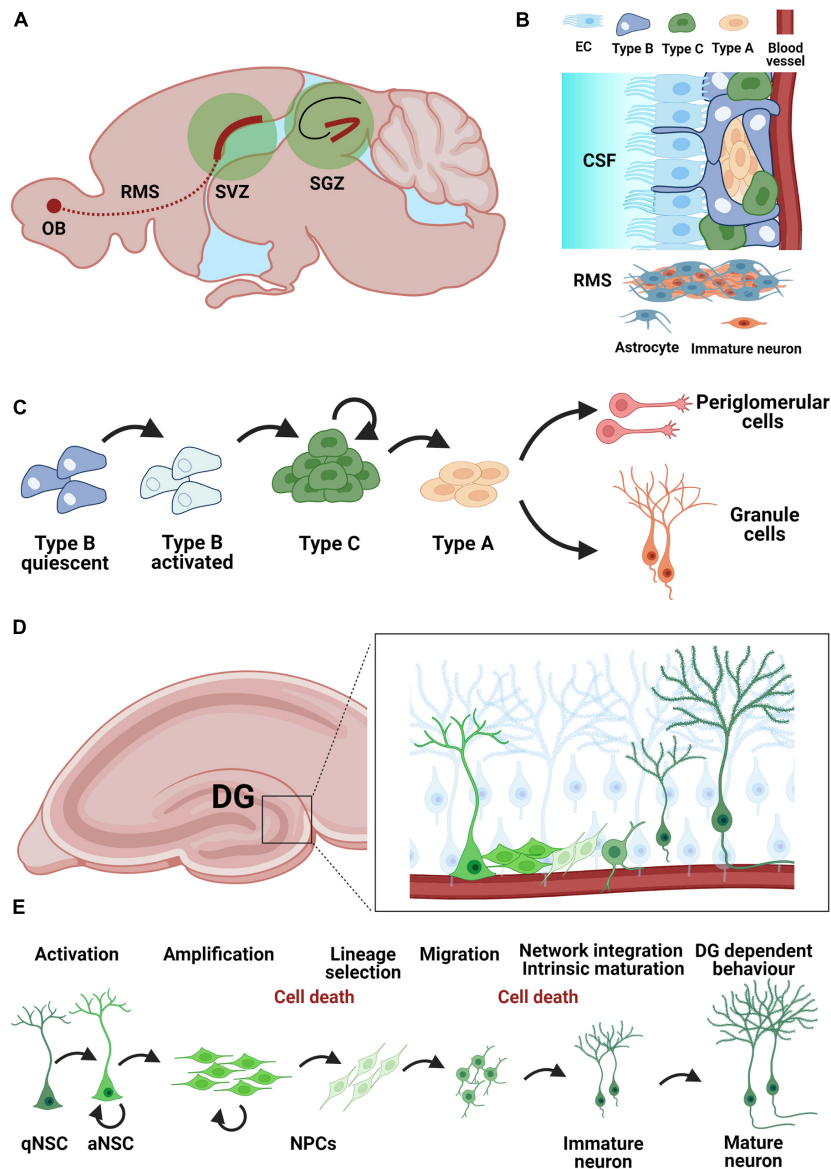 A
RMS
SVZ
SGZ
OB
B
EC
Type B
Type C
Type A
Blood
vessel
CSF
RMS
Astrocyte
Immature neuron
C
Type B
quiescent
Type B
activated
Type C
Type A
Periglomerular
cells
Granule
cells
D
DG
E
Activation
Amplification
Lineage
selection
Migration
Network integration
Intrinsic maturation
DG dependent
behaviour
Cell death
Cell death
qNSC
aNSC
NPCs
Immature
neuron
Mature
neuron